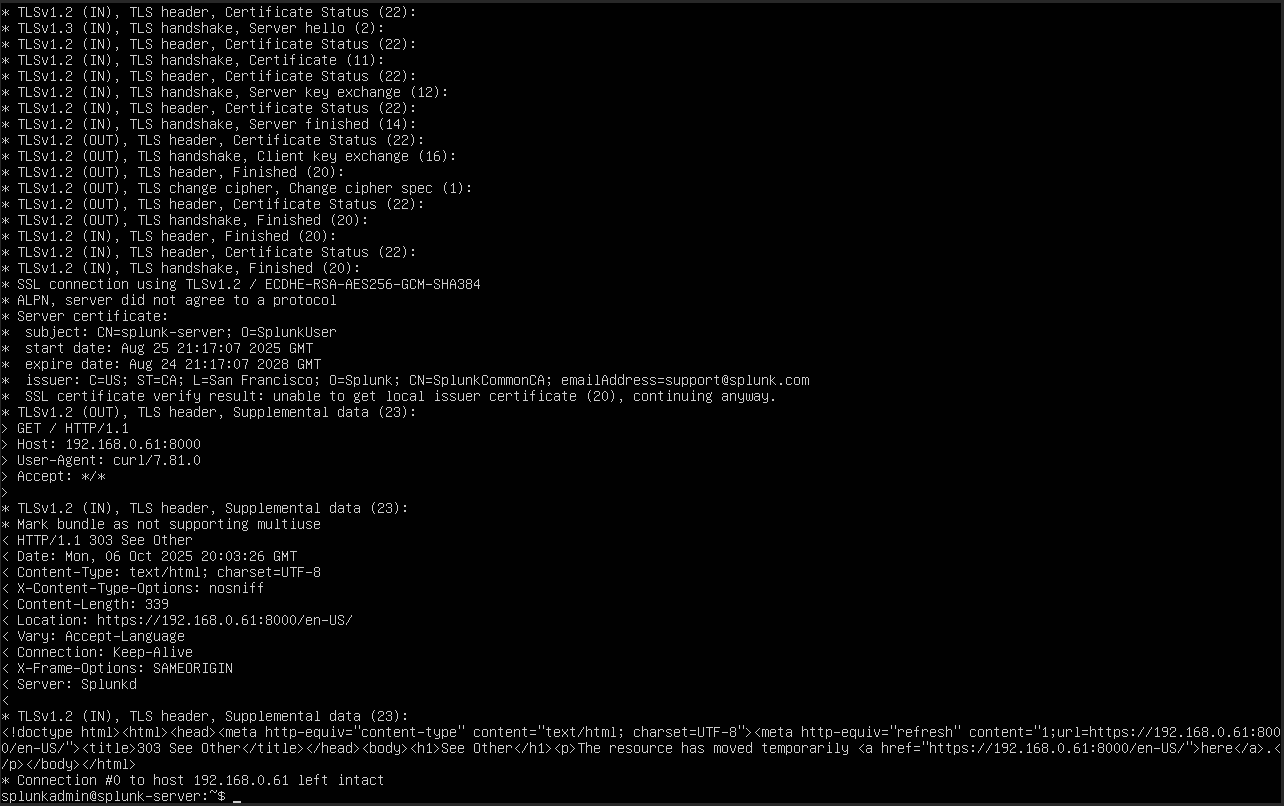 * TLSv1.2 (IN), TLS header, Certificate Status (22):
* TLSv1.3 (IN), TLS handshake, Server hello (2):
* TLSv1.2 (IN), TLS header, Certificate Status (22):
* TLSv1.2 (IN), TLS handshake, Certificate (11):
* TLSv1.2 (IN), TLS header, Certificate Status (22):
* TLSv1.2 (IN), TLS handshake, Server key exchange (12):
* TLSv1.2 (IN), TLS header, Certificate Status (22):
* TLSv1.2 (IN), TLS handshake, Server finished (14):
* TLSv1.2 (OUT), TLS header, Certificate Status (22):
* TLSv1.2 (OUT), TLS handshake, Client key exchange (16):
* TLSv1.2 (OUT), TLS header, Finished (20):
* TLSv1.2 (OUT), TLS change cipher, Change cipher spec (1):
* TLSv1.2 (OUT), TLS header, Certificate Status (22):
* TLSv1.2 (OUT), TLS handshake, Finished (20):
* TLSv1.2 (IN), TLS header, Finished (20):
* TLSv1.2 (IN), TLS header, Certificate Status (22):
* TLSv1.2 (IN), TLS handshake, Finished (20):
* SSL connection using TLSv1.2 / ECDHE-RSA-AES256-GCM-SHA384
* ALPN, server did not agree to a protocol
* Server certificate:
*  subject: CN=splunk-server; O=SplunkUser
*  start date: Aug 25 21:17:07 2025 GMT
*  expire date: Aug 24 21:17:07 2028 GMT
*  issuer: C=US; ST=CA; L=San Francisco; O=Splunk; CN=SplunkCommonCA; emailAddress=support@splunk.com
*  SSL certificate verify result: unable to get local issuer certificate (20), continuing anyway.
* TLSv1.2 (OUT), TLS header, Supplemental data (23):
> GET / HTTP/1.1
> Host: 192.168.0.61:8000
> User-Agent: curl/7.81.0
> Accept: */*
>
* TLSv1.2 (IN), TLS header, Supplemental data (23):
* Mark bundle as not supporting multiuse
< HTTP/1.1 303 See Other
< Date: Mon, 06 Oct 2025 20:03:26 GMT
< Content-Type: text/html; charset=UTF-8
< X-Content-Type-Options: nosniff
< Content-Length: 339
< Location: https://192.168.0.61:8000/en-US/
< Vary: Accept-Language
< Connection: Keep-Alive
< X-Frame-Options: SAMEORIGIN
< Server: Splunkd
<
* TLSv1.2 (IN), TLS header, Supplemental data (23):
<!doctype html><html><head><meta http-equiv="content-type" content="text/html; charset=UTF-8"><meta http-equiv="refresh" content="1;url=https://192.168.0.61:800
0/en-US/"><title>303 See Other</title></head><body><h1>See Other</h1><p>The resource has moved temporarily <a href="https://192.168.0.61:8000/en-US/">here</a>.<
/p></body></html>
* Connection #0 to host 192.168.0.61 left intact
splunkadmin@splunk-server:~$ _